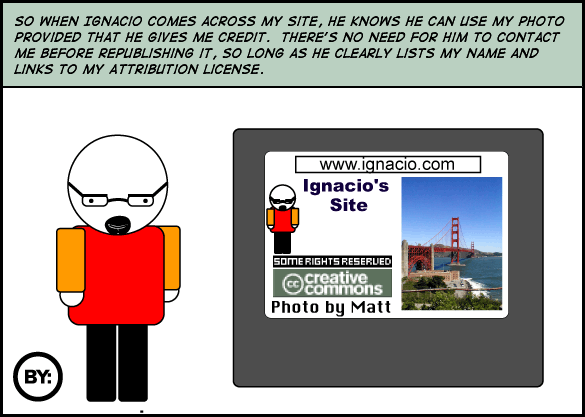 SO WHEN IGNACIO COMES ACROSS MY SITE, HE KNOWS HE CAN USE MY PHOTO
PROVIDED THAT HE GIVES ME CREDIT. THERE'S NO NEED FOR HIM TO CONTACT
ME BEFORE REPUBLISHING IT, SO LONG AS HE CLEARLY LISTS MY NAME AND
LINKS TO MY ATTRIBUTION LICENSE.
www.ignacio.com
Ignacio's
Site
SOME RIGHTS RESERVED
cc creative
commons
Photo by Matt
BY: